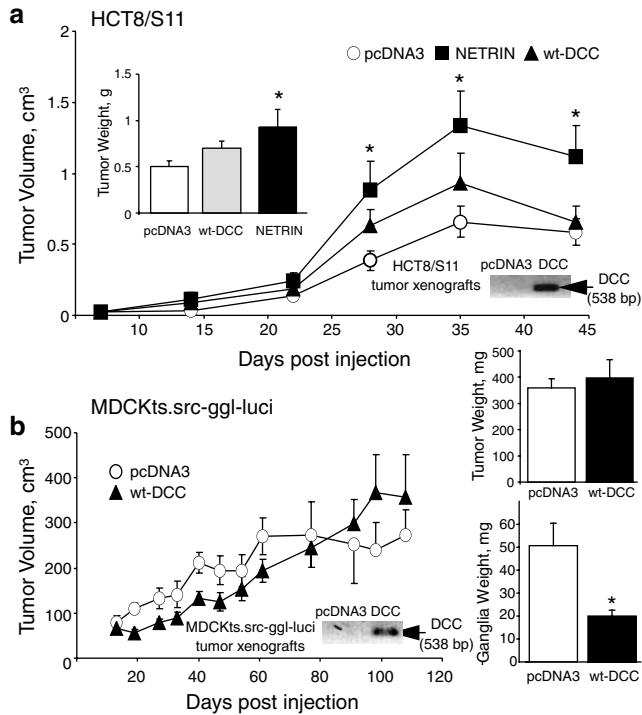 a
HCT8/S11
pcDNA3 NETRIN wt-DCC
Tumor Volume, cm3
2
1.5
1
0.5
0
Tumor Weight, g
1.5
1
0.5
0
*
pcDNA3 wt-DCC NETRIN
* * *
HCT8/S11
tumor xenografts
pcDNA3 DCC
DCC
(538 bp)
10 15 20 25 30 35 40 45
Days post injection
b
MDCKts.src-ggl-luci
pcDNA3
wt-DCC
Tumor Volume, cm3
500
400
300
200
100
0
MDCKts.src-ggl-luci
tumor xenografts
pcDNA3 DCC
DCC
(538 bp)
0 20 40 60 80 100 120
Days post injection
Tumor Weight, mg
500
400
300
200
100
0
pcDNA3 wt-DCC
Ganglia Weight, mg
60
50
40
30
20
10
0
*
pcDNA3 wt-DCC